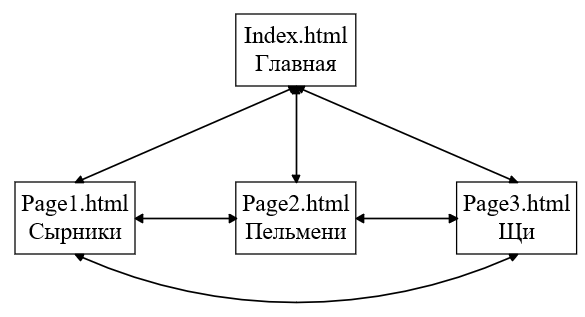 Index.html
Главная
Page1.html
Сырники
Page2.html
Пельмени
Page3.html
Щи